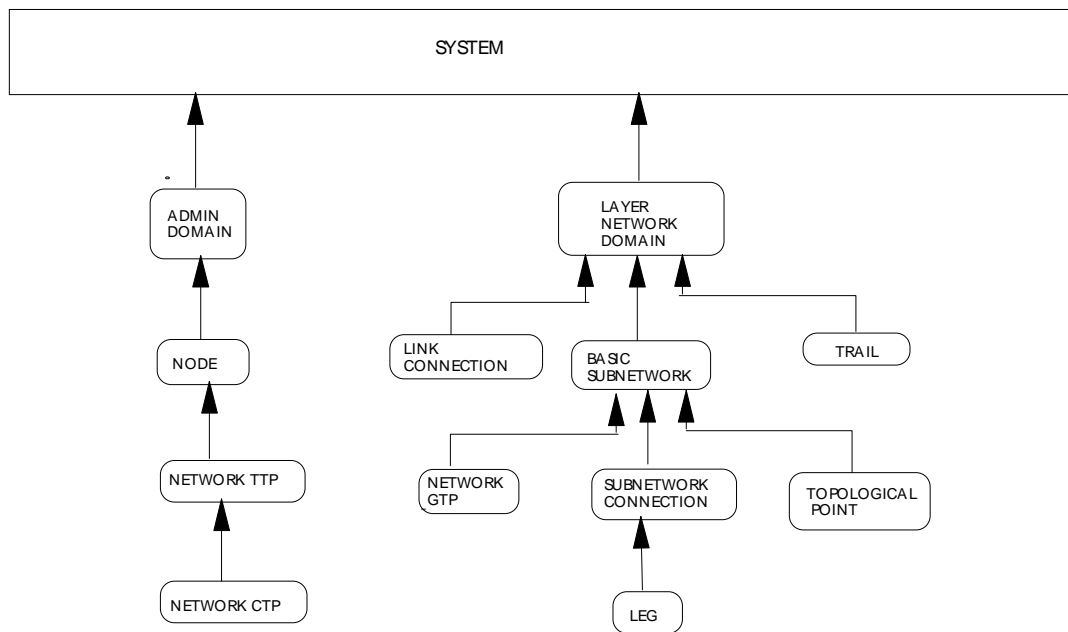 SYSTEM
ADMIN
DOMAIN
LAYER
NETWORK
DOMAIN
LINK
CONNECTION
NODE
BASIC
SUBNETWORK
TRAIL
NETWORK TTP
NETWORK
GTP
SUBNETWORK
CONNECTION
TOPOLOGICAL
POINT
NETWORK CTP
LEG